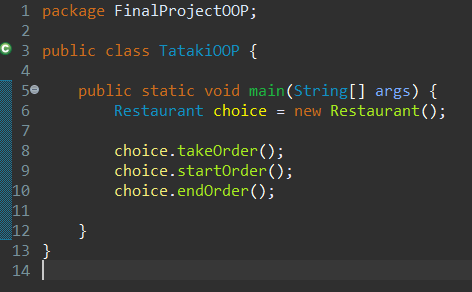 1 package FinalProjectOOP;
2
3 public class TatakiOOP {
4
5     public static void main(String[] args) {
6         Restaurant choice = new Restaurant();
7
8         choice.takeOrder();
9         choice.startOrder();
10         choice.endOrder();
11
12     }
13 }
14